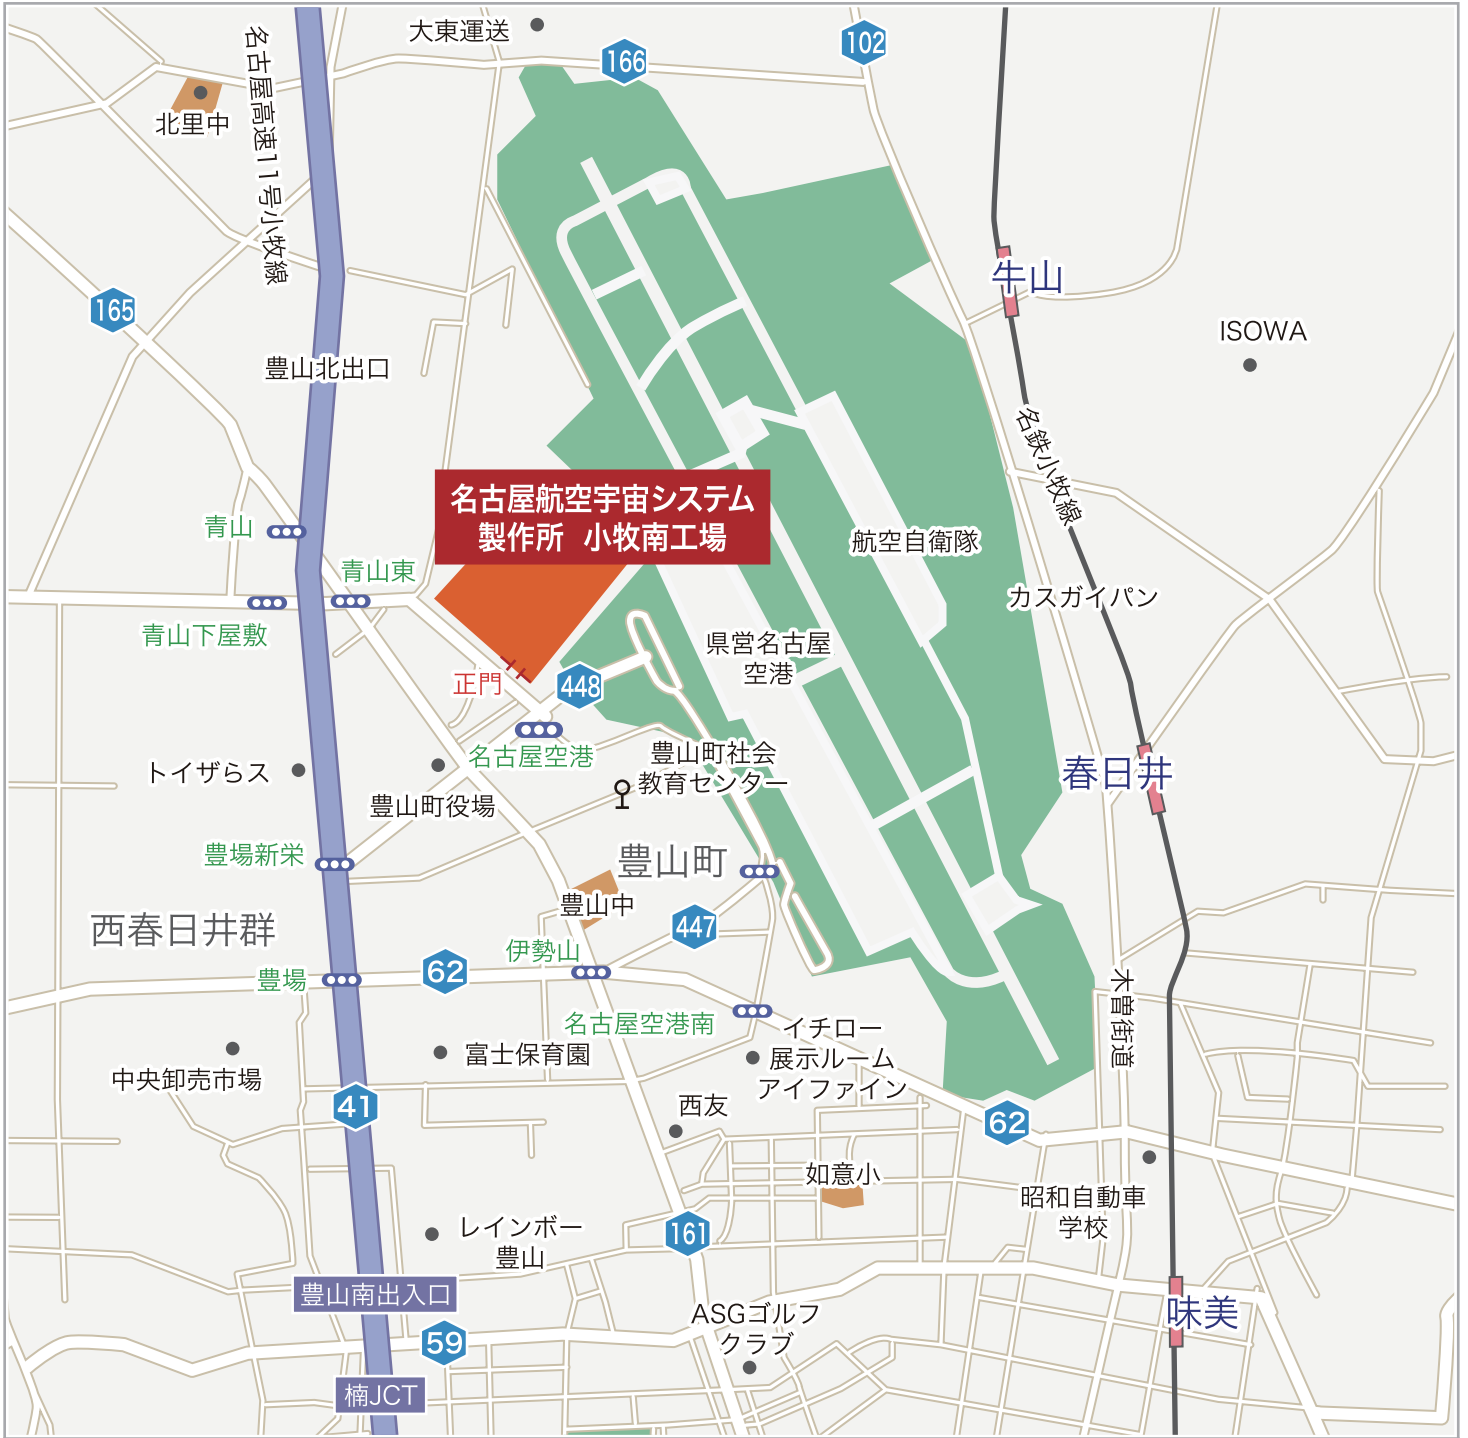 大東運送
102
166
名古屋高速11号小牧線
北里中
牛山
165
ISOWA
豊山北出口
名鉄小牧線
名古屋航空宇宙システム
製作所 小牧南工場
青山
航空自衛隊
青山東
カスガイパン
青山下屋敷
県営名古屋
空港
正門
448
名古屋空港
豊山町社会
教育センター
春日井
トイザらス
豊山町役場
豊場新栄
豊山町
豊山中
西春日井群
447
伊勢山
62
豊場
木曽街道
名古屋空港南
イチロー
展示ルーム
アイファイン
富士保育園
中央卸売市場
41
西友
62
如意小
昭和自動車
学校
レインボー
豊山
161
豊山南出入口
味美
ASGゴルフ
クラブ
59
楠JCT